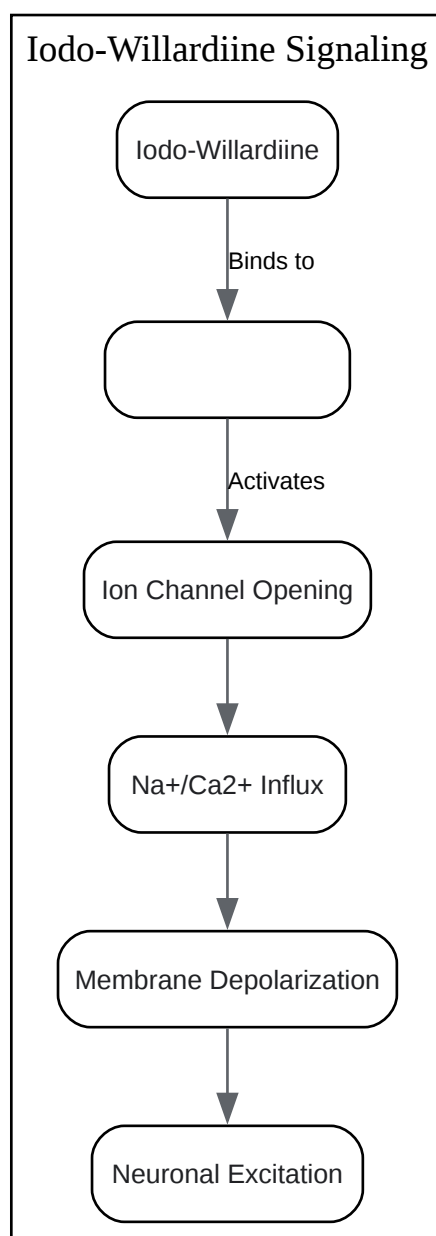 Iodo-Willardiine Signaling
Iodo-Willardiine
Binds to
Activates
Ion Channel Opening
Na+/Ca2+ Influx
Membrane Depolarization
Neuronal Excitation